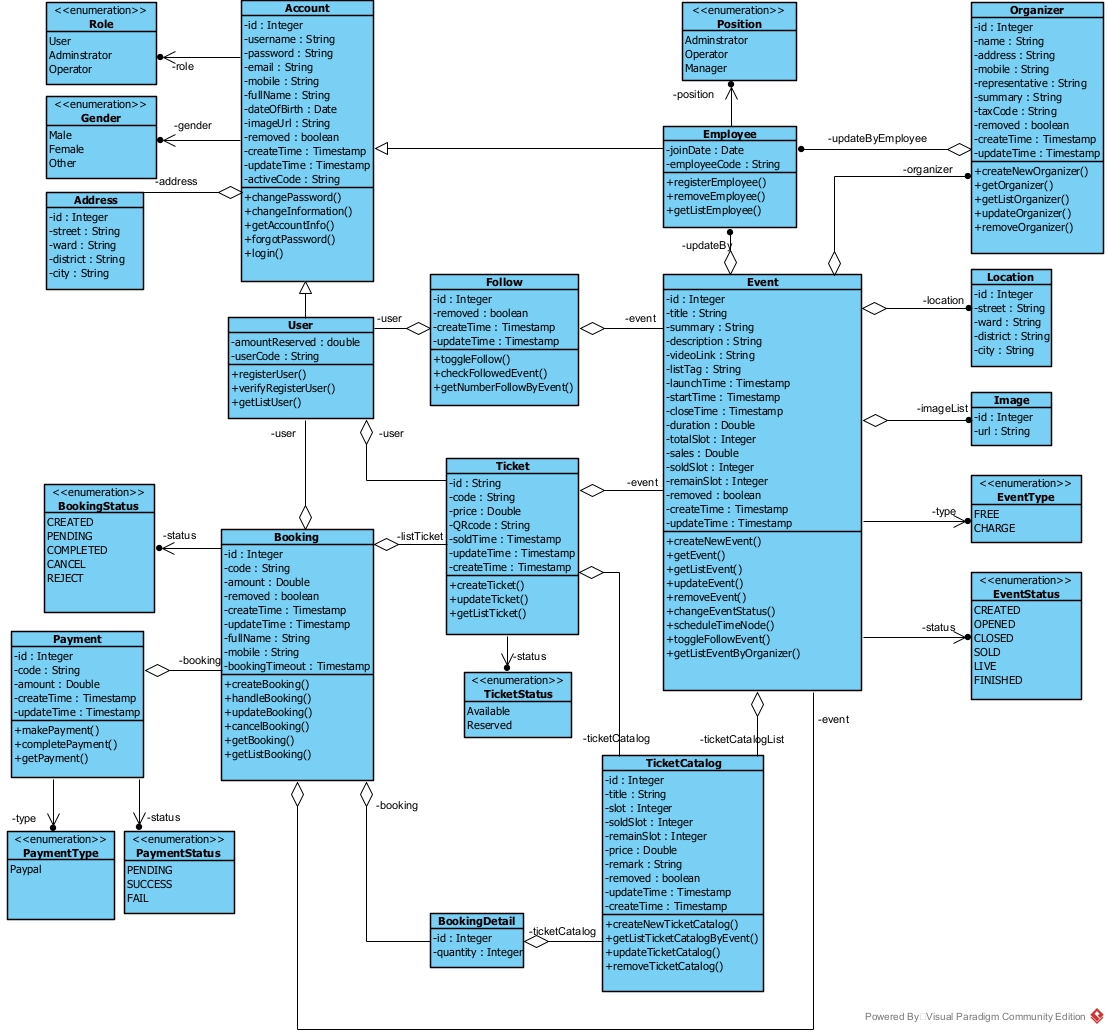 <<enumeration>>
Role
User
Adminstrator
Operator
-role
<<enumeration>>
Gender
Male
Female
Other
-gender
-address
Address
-id : Integer
-street : String
-ward : String
-district : String
-city : String
Account
-id : Integer
-username : String
-password : String
-email : String
-mobile : String
-fullName : String
-dateOfBirth : Date
-imageUrl : String
-removed : boolean
-createTime : Timestamp
-updateTime : Timestamp
-activeCode : String
+changePassword()
+changeInformation()
+getAccountInfo()
+forgotPassword()
+login()
<<enumeration>>
Position
Adminstrator
Operator
Manager
-position
Employee
-joinDate : Date
-employeeCode : String
+registerEmployee()
+removeEmployee()
+getListEmployee()
-updateByEmployee
-organizer
-updateBy
Organizer
-id : Integer
-name : String
-address : String
-mobile : String
-representative : String
-summary : String
-taxCode : String
-removed : boolean
-createTime : Timestamp
-updateTime : Timestamp
+createNewOrganizer()
+getOrganizer()
+getListOrganizer()
+updateOrganizer()
+removeOrganizer()
User
-amountReserved : double
-userCode : String
+registerUser()
+verifyRegisterUser()
+getListUser()
-user
Follow
-id : Integer
-removed : boolean
-createTime : Timestamp
-updateTime : Timestamp
+toggleFollow()
+checkFollowedEvent()
+getNumberFollowByEvent()
-event
Event
-id : Integer
-title : String
-summary : String
-description : String
-videoLink : String
-listTag : String
-launchTime : Timestamp
-startTime : Timestamp
-closeTime : Timestamp
-duration : Double
-totalSlot : Integer
-sales : Double
-soldSlot : Integer
-remainSlot : Integer
-removed : boolean
-createTime : Timestamp
-updateTime : Timestamp
+createNewEvent()
+getEvent()
+getListEvent()
+updateEvent()
+removeEvent()
+changeEventStatus()
+scheduleTimeNode()
+toggleFollowEvent()
+getListEventByOrganizer()
-location
Location
-id : Integer
-street : String
-ward : String
-district : String
-city : String
-imageList
Image
-id : Integer
-url : String
-type
<<enumeration>>
EventType
FREE
CHARGE
-status
<<enumeration>>
EventStatus
CREATED
OPENED
CLOSED
SOLD
LIVE
FINISHED
-user
-user
Ticket
-id : String
-code : String
-price : Double
-QRcode : String
-soldTime : Timestamp
-updateTime : Timestamp
-createTime : Timestamp
+createTicket()
+updateTicket()
+getListTicket()
-event
-listTicket
-status
<<enumeration>>
TicketStatus
Available
Reserved
<<enumeration>>
BookingStatus
CREATED
PENDING
COMPLETED
CANCEL
REJECT
-status
Booking
-id : Integer
-code : String
-amount : Double
-removed : boolean
-createTime : Timestamp
-updateTime : Timestamp
-fullName : String
-mobile : String
-bookingTimeout : Timestamp
+createBooking()
+handleBooking()
+updateBooking()
+cancelBooking()
+getBooking()
+getListBooking()
Payment
-id : Integer
-code : String
-amount : Double
-createTime : Timestamp
-updateTime : Timestamp
+makePayment()
+completePayment()
+getPayment()
-booking
-type
-status
<<enumeration>>
PaymentType
Paypal
<<enumeration>>
PaymentStatus
PENDING
SUCCESS
FAIL
-ticketCatalog
-ticketCatalogList
-event
TicketCatalog
-id : Integer
-title : String
-slot : Integer
-soldSlot : Integer
-remainSlot : Integer
-price : Double
-remark : String
-removed : boolean
-updateTime : Timestamp
-createTime : Timestamp
+createNewTicketCatalog()
+getListTicketCatalogByEvent()
+updateTicketCatalog()
+removeTicketCatalog()
-booking
BookingDetail
-id : Integer
-quantity : Integer
-ticketCatalog
Powered By Visual Paradigm Community Edition